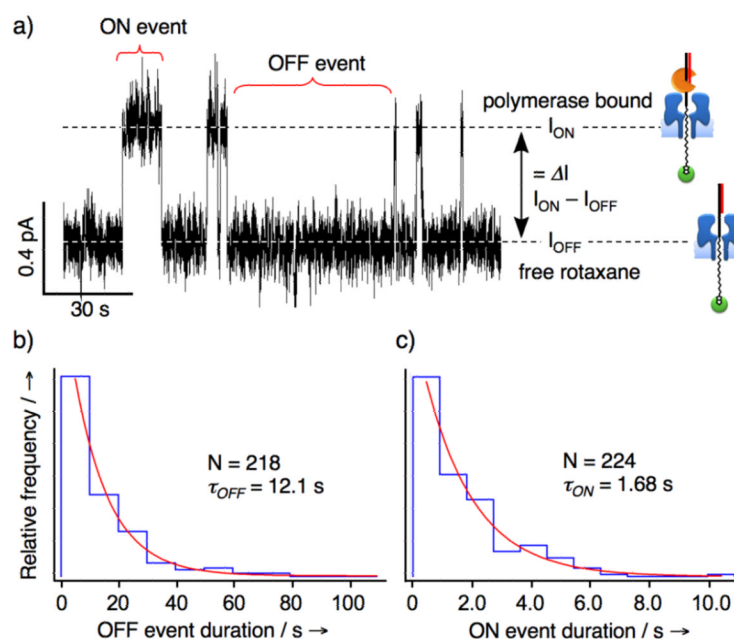 a)
ON event
OFF event
polymerase bound
I_ON
= ΔI
I_ON − I_OFF
I_OFF
free rotaxane
0.4 pA
30 s
b)
Relative frequency / →
N = 218
τ_OFF = 12.1 s
0 20 40 60 80 100
OFF event duration / s →
c)
N = 224
τ_ON = 1.68 s
0 2.0 4.0 6.0 8.0 10.0
ON event duration / s →